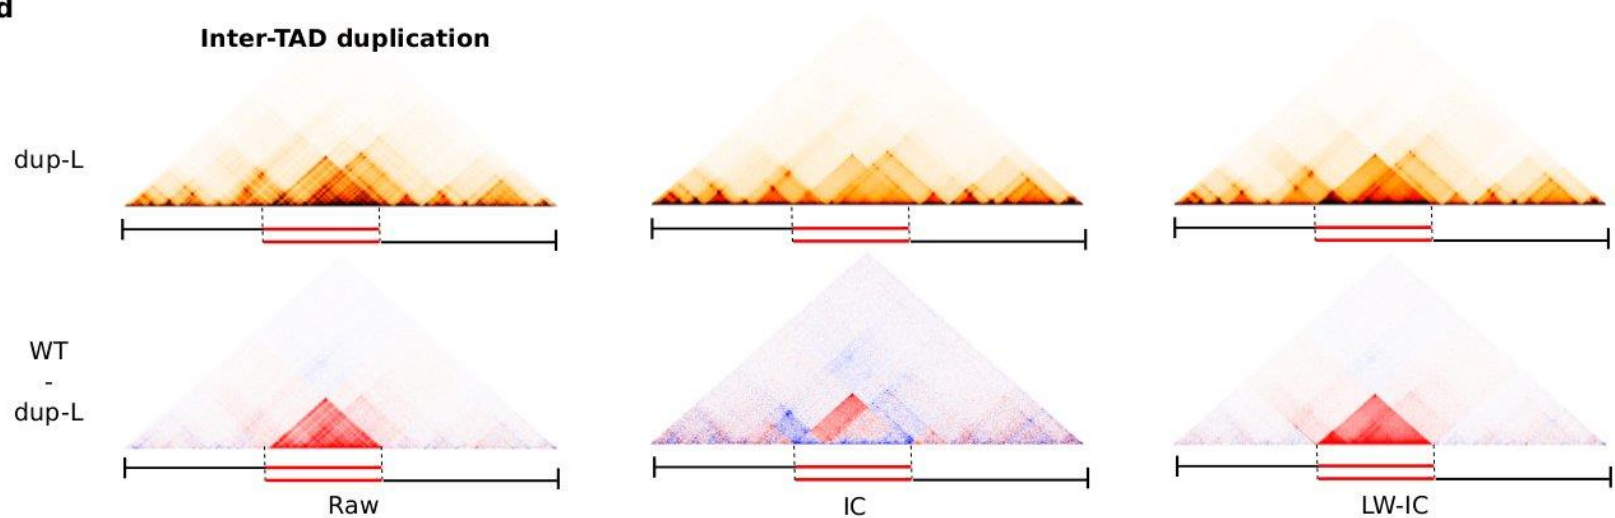 d
Inter-TAD duplication
dup-L
WT
-
dup-L
Raw
IC
LW-IC